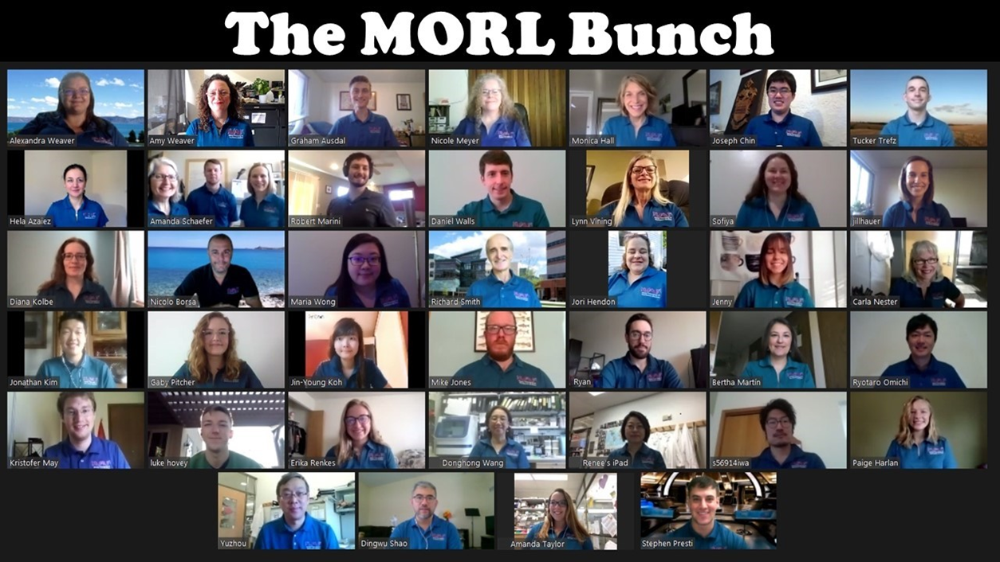 The MORL Bunch
Alexandra Weaver
Amy Weaver
Graham Ausdal
Nicole Meyer
Monica Hall
Joseph Chin
Tucker Trefz
Hela Azaiez
Amanda Schaefer
Robert Marini
Daniel Walls
Lynn Vining
Sofiya
jillhauer
Diana Kolbe
Nicolo Borsa
Maria Wong
Richard Smith
Jori Hendon
Jenny
Carla Nester
Jonathan Kim
Gaby Pitcher
Jin-Young Koh
Mike Jones
Ryan
Bertha Martín
Ryotaro Omichi
Kristofer May
luke hovey
Erika Renkes
Donghong Wang
Renee's iPad
s56914iwa
Paige Harlan
Yuzhou
Dingwu Shao
Amanda Taylor
Stephen Presti